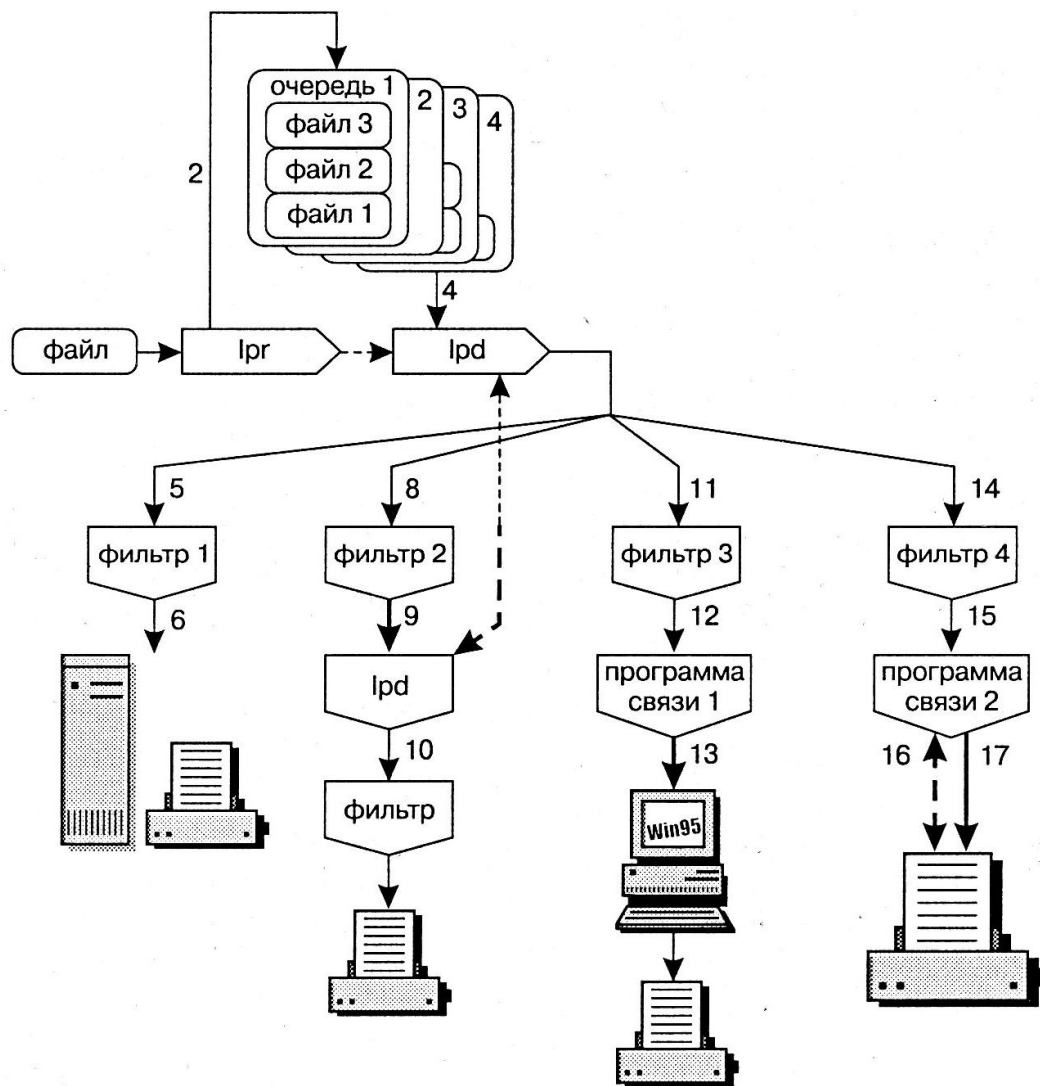 очередь 1
2
3
4
файл 3
файл 2
файл 1
2
4
файл
lpr
lpd
5
8
11
14
фильтр 1
фильтр 2
фильтр 3
фильтр 4
6
9
12
15
lpd
программа
связи 1
программа
связи 2
10
13
16
17
фильтр
Win95